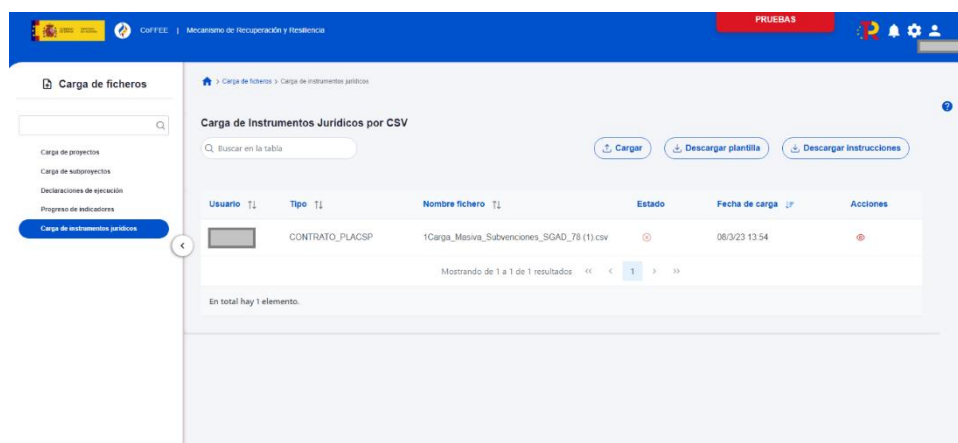 PRUEBAS
CoFFEE | Mecanismo de Recuperación y Resiliencia
Carga de ficheros
> Carga de ficheros > Carga de instrumentos jurídicos
Carga de Instrumentos Jurídicos por CSV
Buscar en la tabla
Cargar
Descargar plantilla
Descargar instrucciones
Carga de proyectos
Carga de subproyectos
Declaraciones de ejecución
Progreso de indicadores
Carga de instrumentos jurídicos
Usuario Tipo Nombre fichero Estado Fecha de carga Acciones
CONTRATO_PLACSP 1Carga_Masiva_Subvenciones_SGAD_78 (1).csv 08/3/23 13:54
Mostrando de 1 a 1 de 1 resultados << < 1 > >>
En total hay 1 elemento.